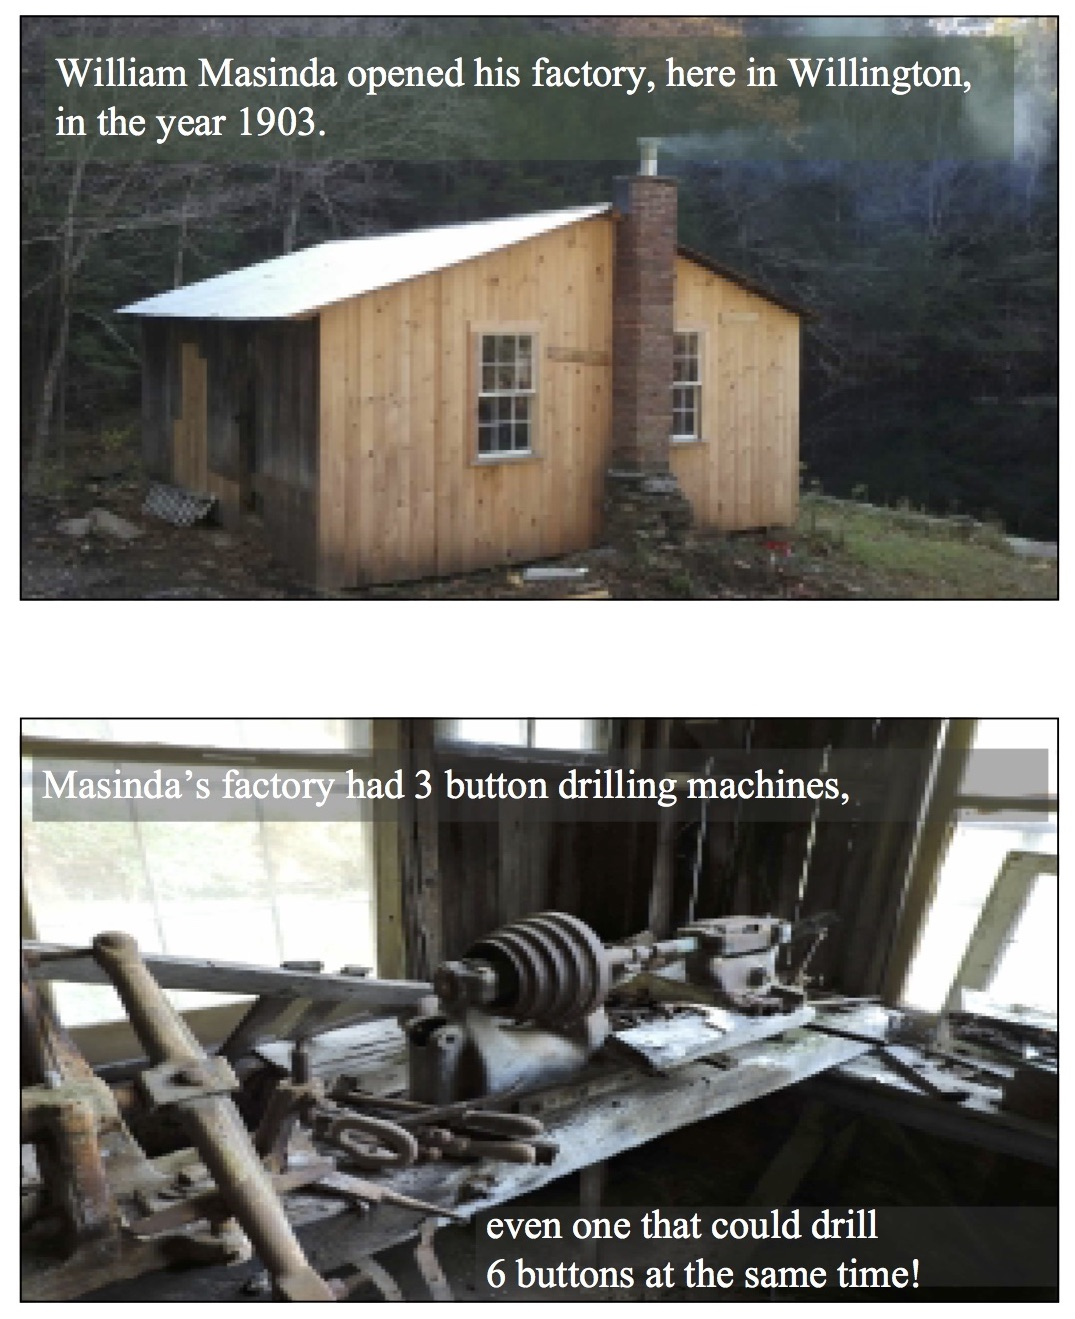 William Masinda opened his factory, here in Willington,
in the year 1903.
Masinda’s factory had 3 button drilling machines,
even one that could drill
6 buttons at the same time!